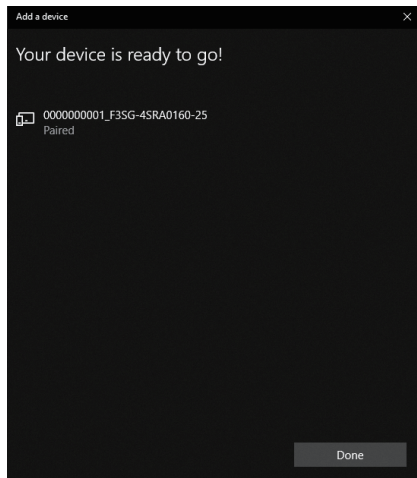 Add a device
Your device is ready to go!
0000000001_F3SG-4SRA0160-25
Paired
Done